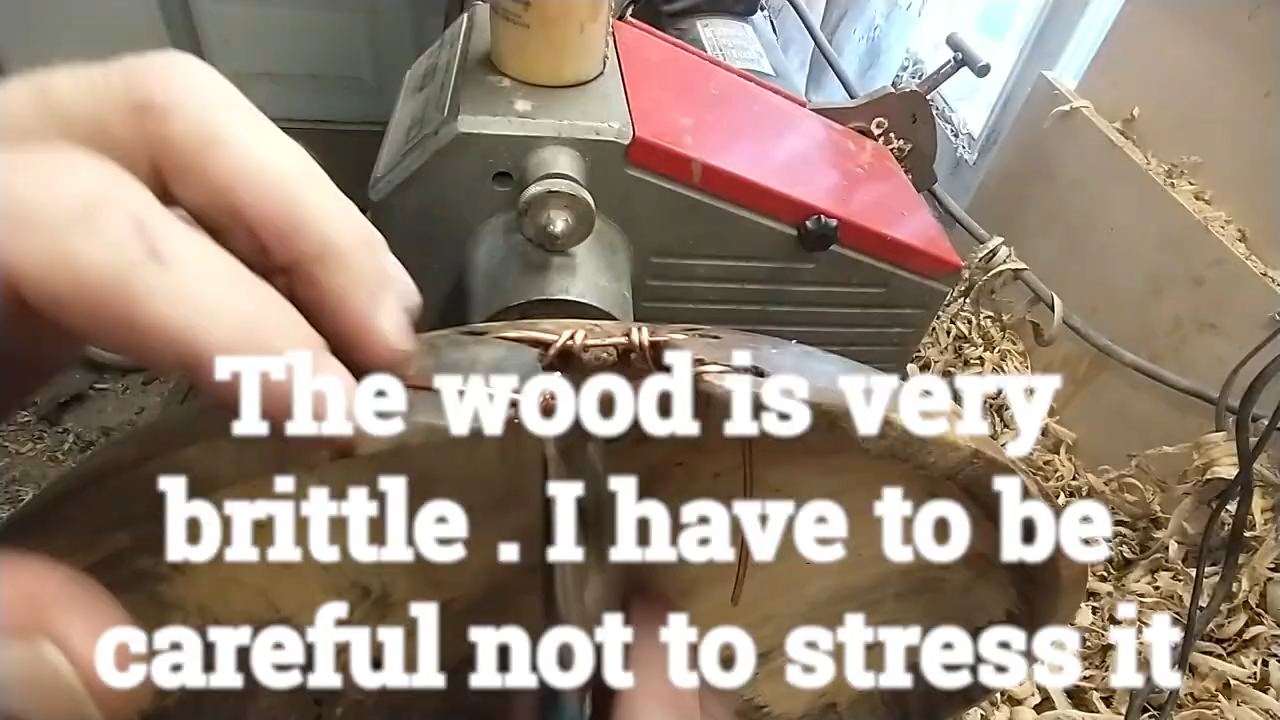 The wood is very
brittle . I have to be
careful not to stress it